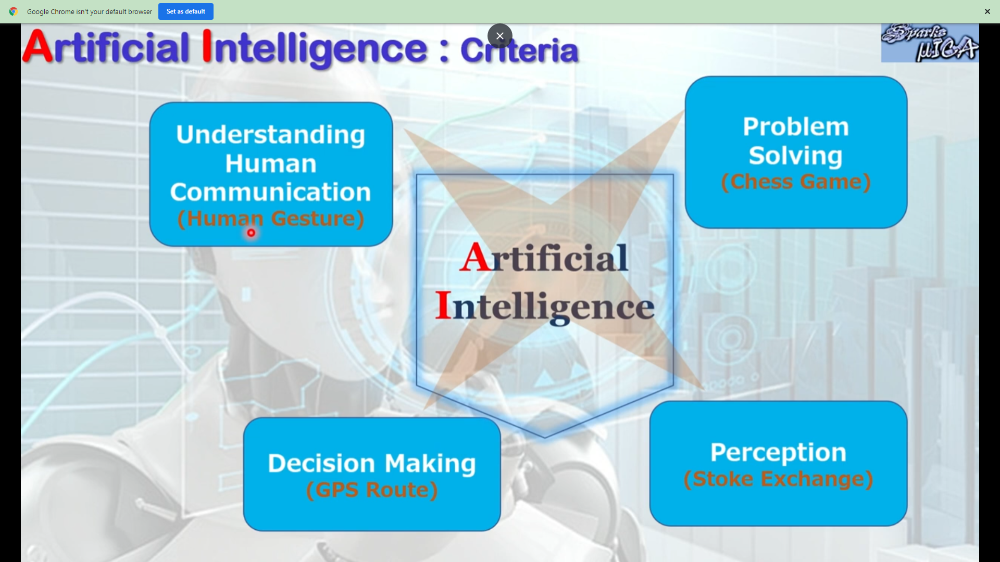 Google Chrome isn't your default browser
Set as default
Artificial Intelligence : Criteria
Sparks
μICA
Understanding
Human
Communication
(Human Gesture)
Problem
Solving
(Chess Game)
Artificial
Intelligence
Decision Making
(GPS Route)
Perception
(Stoke Exchange)